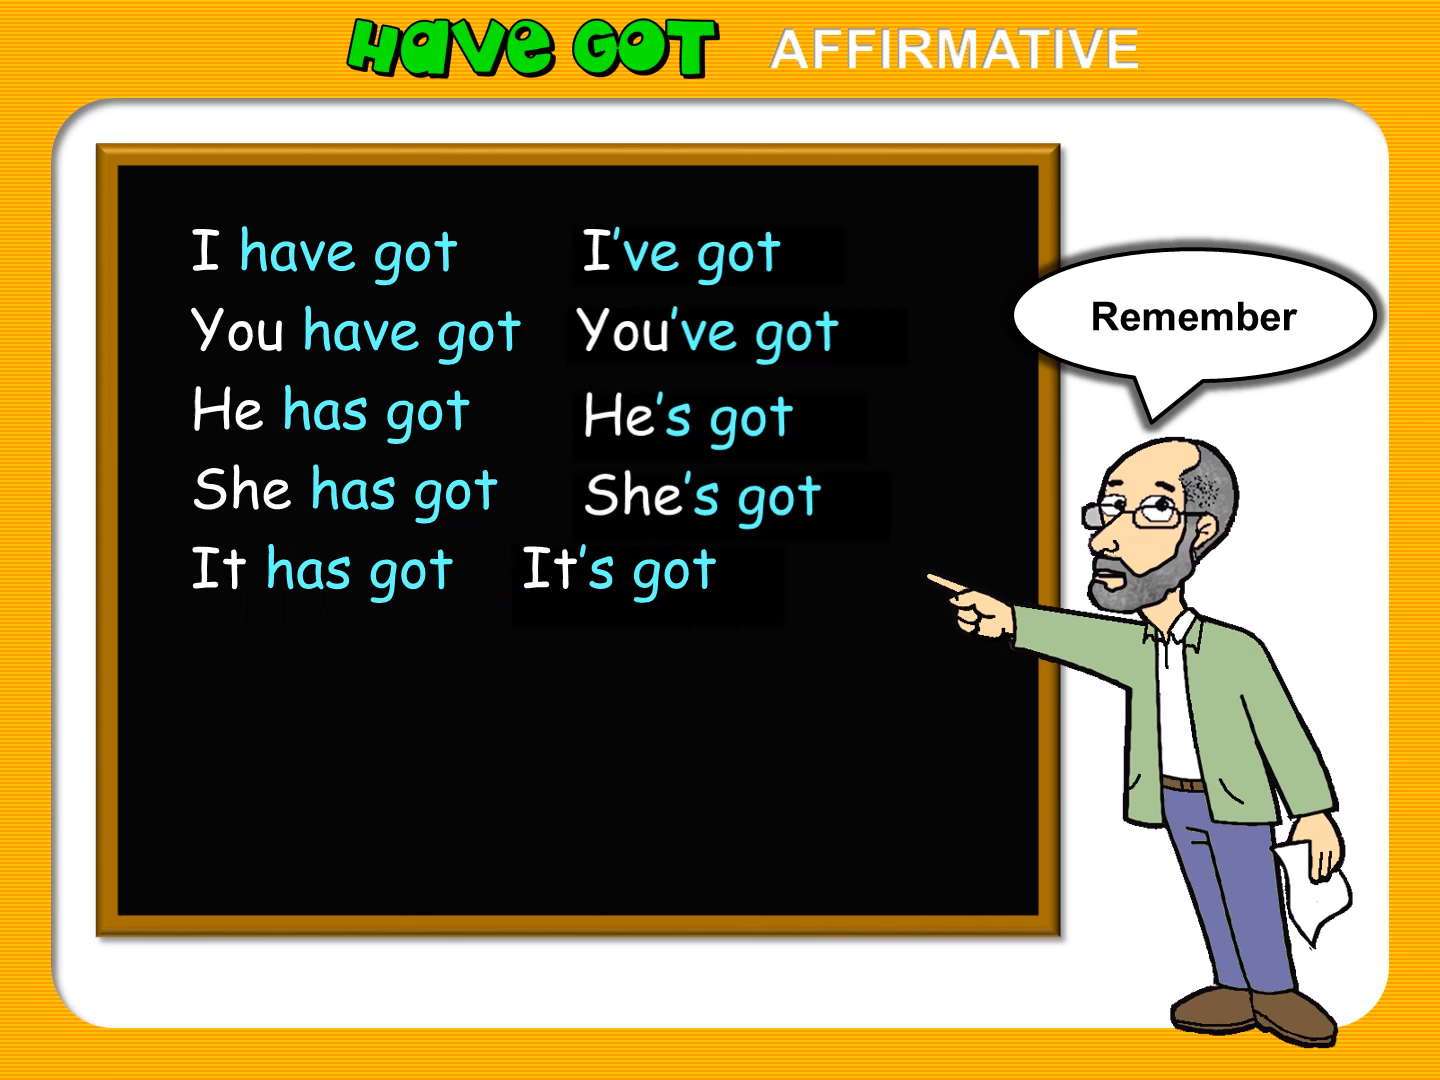 Have Got AFFIRMATIVE
I have got I've got
You have got You've got
He has got He's got
She has got She's got
It has got It's got
Remember